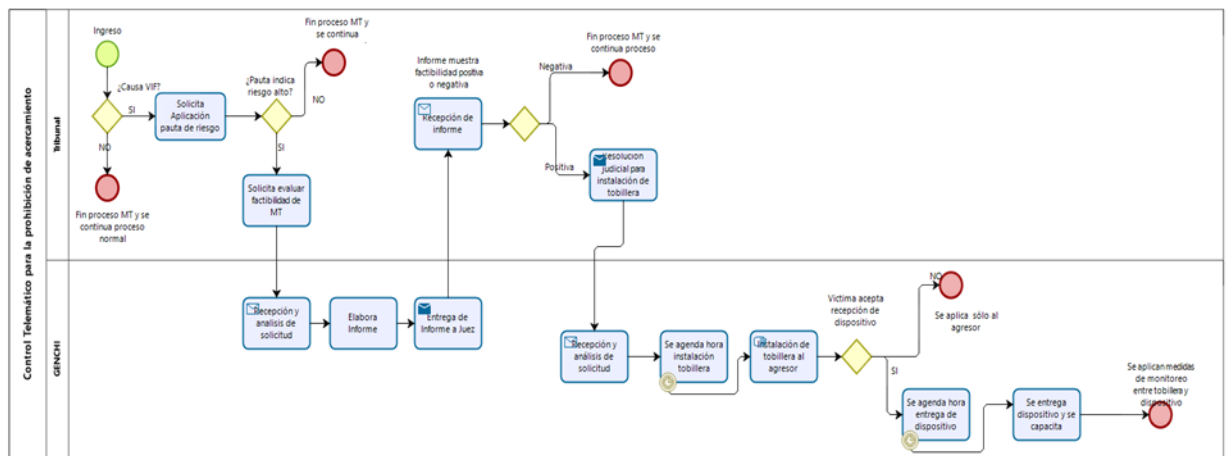 Control Telemático para la prohibición de acercamiento
Tribunal
Ingreso
¿Causa VIF?
SI
NO
Fin proceso MT y se
continua proceso
normal
Solicita
Aplicación
pauta de riesgo
¿Pauta indica
riesgo alto?
NO
Fin proceso MT y
se continua
SI
Solicita evaluar
factibilidad de
MT
Informe muestra
factibilidad positiva
o negativa
Recepción de
informe
Negativa
Fin proceso MT y se
continua proceso
Positiva
Resolución
judicial para
instalación de
tobillera
GENCHI
Recepción y
analisis de
solicitud
Elabora
Informe
Entrega de
Informe a Juez
Recepción y
análisis de
solicitud
Se agenda hora
instalación
tobillera
Instalación de
tobillera al
agresor
Victima acepta
recepción de
dispositivo
NO
Se aplica sólo al
agresor
SI
Se agenda hora
entrega de
dispositivo
Se entrega
dispositivo y se
capacita
Se aplican medidas
de monitoreo
entre tobillera y
dispositivo